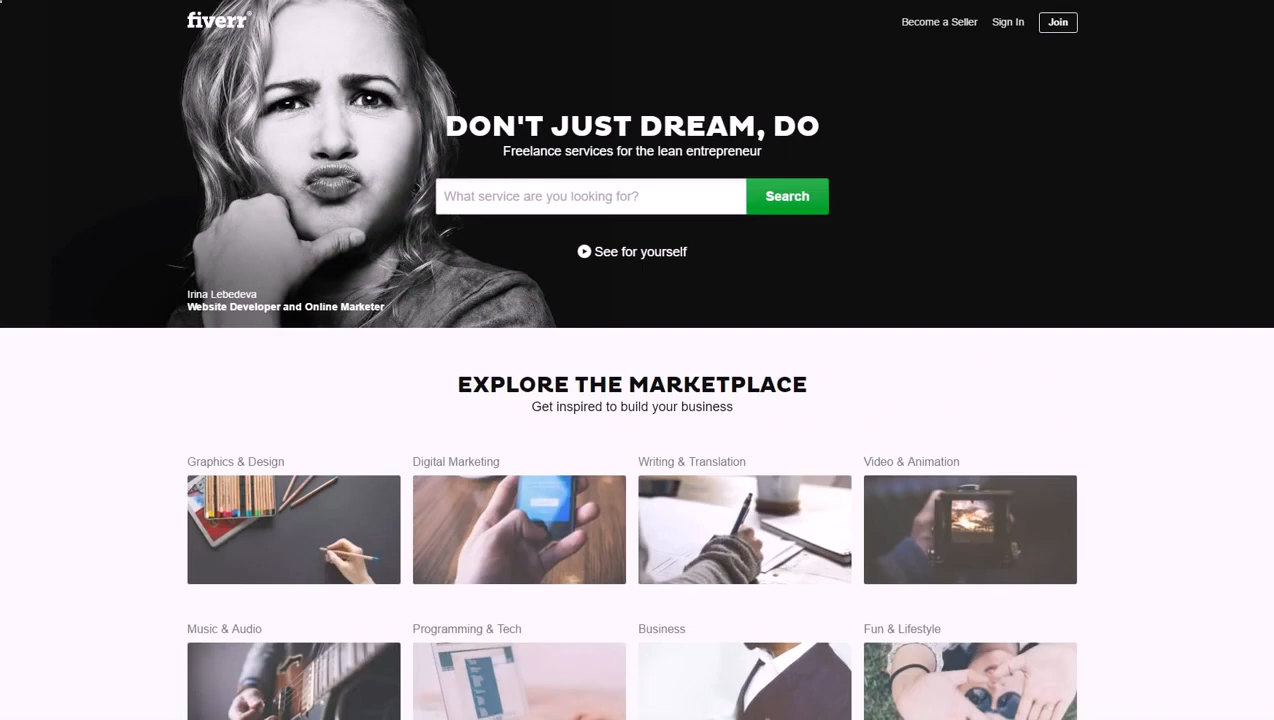 fiverr®
Become a Seller
Sign In
Join
DON'T JUST DREAM, DO
Freelance services for the lean entrepreneur
What service are you looking for?
Search
See for yourself
Irina Lebedeva
Website Developer and Online Marketer
EXPLORE THE MARKETPLACE
Get inspired to build your business
Graphics & Design
Digital Marketing
Writing & Translation
Video & Animation
Music & Audio
Programming & Tech
Business
Fun & Lifestyle